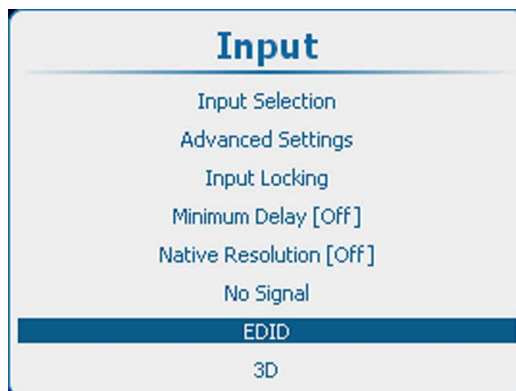 Input
Input Selection
Advanced Settings
Input Locking
Minimum Delay [Off]
Native Resolution [Off]
No Signal
EDID
3D